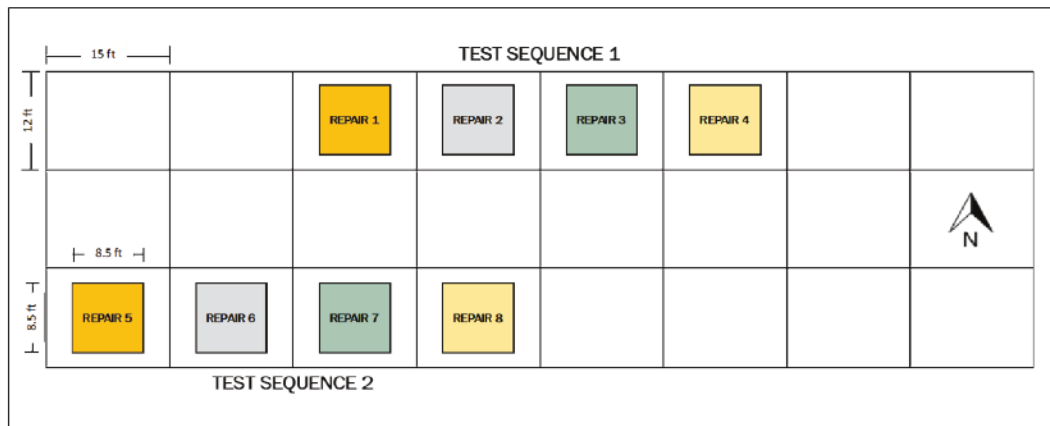 15 ft
TEST SEQUENCE 1
12 ft
REPAIR 1
REPAIR 2
REPAIR 3
REPAIR 4
N
8.5 ft
8.5 ft
REPAIR 5
REPAIR 6
REPAIR 7
REPAIR 8
TEST SEQUENCE 2